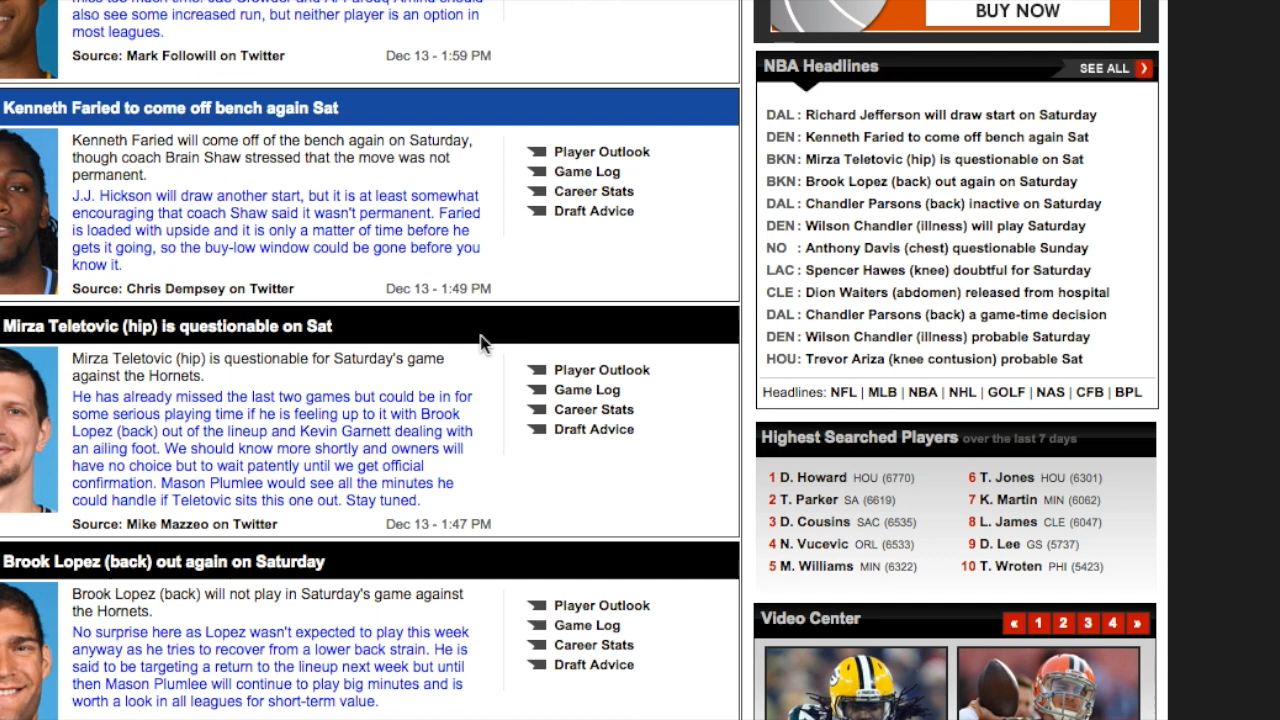 miss too much time. Jae Crowder and Al-Farouq Aminu should
also see some increased run, but neither player is an option in
most leagues.
Source: Mark Followill on Twitter Dec 13 - 1:59 PM
Kenneth Faried to come off bench again Sat
Kenneth Faried will come off of the bench again on Saturday,
though coach Brain Shaw stressed that the move was not
permanent.
J.J. Hickson will draw another start, but it is at least somewhat
encouraging that coach Shaw said it wasn't permanent. Faried
is loaded with upside and it is only a matter of time before he
gets it going, so the buy-low window could be gone before you
know it.
Source: Chris Dempsey on Twitter Dec 13 - 1:49 PM
Player Outlook
Game Log
Career Stats
Draft Advice
Mirza Teletovic (hip) is questionable on Sat
Mirza Teletovic (hip) is questionable for Saturday's game
against the Hornets.
He has already missed the last two games but could be in for
some serious playing time if he is feeling up to it with Brook
Lopez (back) out of the lineup and Kevin Garnett dealing with
an ailing foot. We should know more shortly and owners will
have no choice but to wait patently until we get official
confirmation. Mason Plumlee would see all the minutes he
could handle if Teletovic sits this one out. Stay tuned.
Source: Mike Mazzeo on Twitter Dec 13 - 1:47 PM
Player Outlook
Game Log
Career Stats
Draft Advice
Brook Lopez (back) out again on Saturday
Brook Lopez (back) will not play in Saturday's game against
the Hornets.
No surprise here as Lopez wasn't expected to play this week
anyway as he tries to recover from a lower back strain. He is
said to be targeting a return to the lineup next week but until
then Mason Plumlee will continue to play big minutes and is
worth a look in all leagues for short-term value.
Player Outlook
Game Log
Career Stats
Draft Advice
BUY NOW
NBA Headlines SEE ALL
DAL : Richard Jefferson will draw start on Saturday
DEN : Kenneth Faried to come off bench again Sat
BKN : Mirza Teletovic (hip) is questionable on Sat
BKN : Brook Lopez (back) out again on Saturday
DAL : Chandler Parsons (back) inactive on Saturday
DEN : Wilson Chandler (illness) will play Saturday
NO : Anthony Davis (chest) questionable Sunday
LAC : Spencer Hawes (knee) doubtful for Saturday
CLE : Dion Waiters (abdomen) released from hospital
DAL : Chandler Parsons (back) a game-time decision
DEN : Wilson Chandler (illness) probable Saturday
HOU : Trevor Ariza (knee contusion) probable Sat
Headlines: NFL | MLB | NBA | NHL | GOLF | NAS | CFB | BPL
Highest Searched Players over the last 7 days
1 D. Howard HOU (6770)
2 T. Parker SA (6619)
3 D. Cousins SAC (6535)
4 N. Vucevic ORL (6533)
5 M. Williams MIN (6322)
6 T. Jones HOU (6301)
7 K. Martin MIN (6062)
8 L. James CLE (6047)
9 D. Lee GS (5737)
10 T. Wroten PHI (5423)
Video Center « 1 2 3 4 »